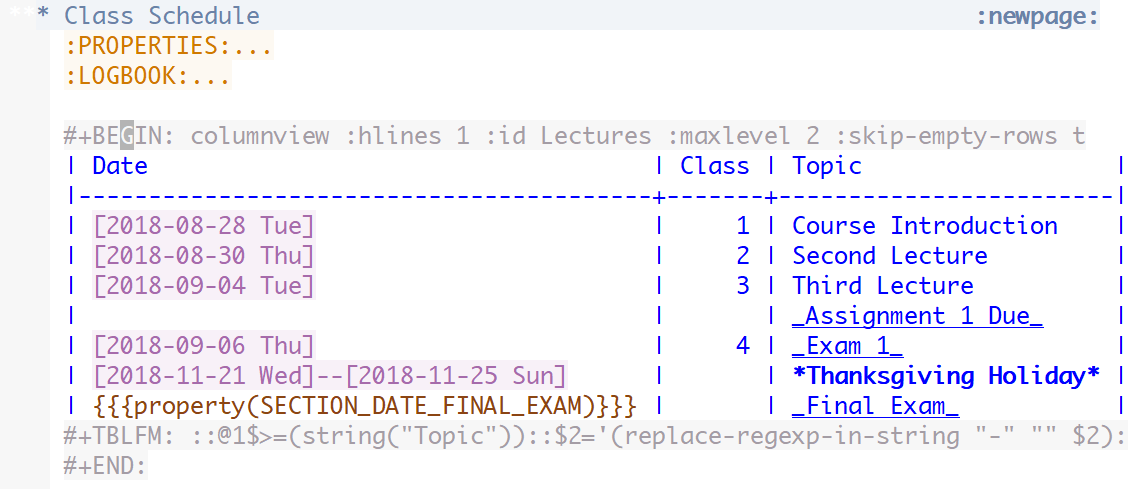 *** Class Schedule :newpage:
:PROPERTIES:...
:LOGBOOK:...
#+BEGIN: columnview :hlines 1 :id Lectures :maxlevel 2 :skip-empty-rows t
| Date | Class | Topic |
|-----------------------------------------+-------+------------------------|
| [2018-08-28 Tue] | 1 | Course Introduction |
| [2018-08-30 Thu] | 2 | Second Lecture |
| [2018-09-04 Tue] | 3 | Third Lecture |
| | | _Assignment 1 Due_ |
| [2018-09-06 Thu] | 4 | _Exam 1_ |
| [2018-11-21 Wed]--[2018-11-25 Sun] | | *Thanksgiving Holiday* |
| {{{property(SECTION_DATE_FINAL_EXAM)}}} | | _Final Exam_ |
#+TBLFM: ::@1$>=(string("Topic"))::$2='(replace-regexp-in-string "-" "" $2):
#+END: